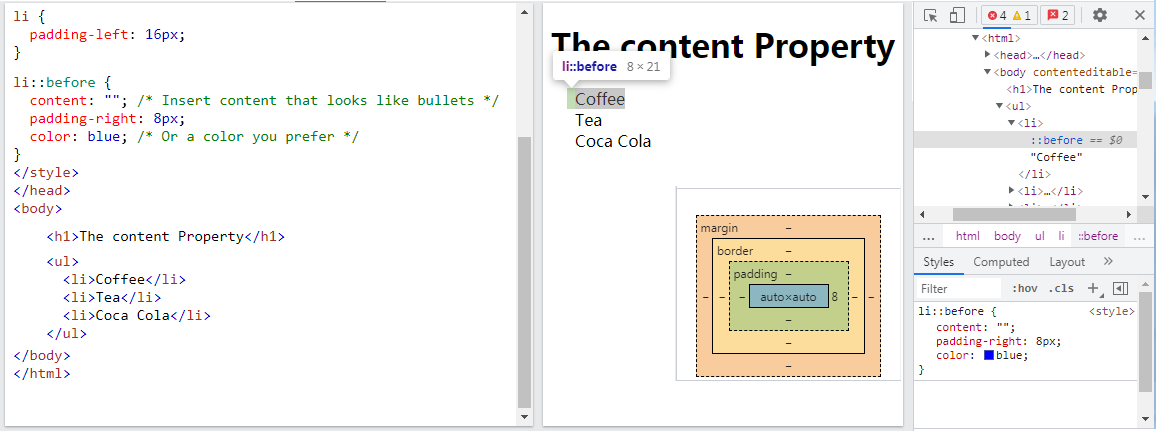 li {
padding-left: 16px;
}
li::before {
content: ""; /* Insert content that looks like bullets */
padding-right: 8px;
color: blue; /* Or a color you prefer */
}
</style>
</head>
<body>
<h1>The content Property</h1>
<ul>
<li>Coffee</li>
<li>Tea</li>
<li>Coca Cola</li>
</ul>
</body>
</html>
The content Property
li::before 8 × 21
Coffee
Tea
Coca Cola
margin –
border –
padding –
– – – auto×auto 8 – –
–
–
–
4 1 2
<html>
<head>…</head>
<body contenteditable=
<h1>The content Prop
<ul>
<li>
::before == $0
"Coffee"
</li>
<li>…</li>
… html body ul li ::before …
Styles Computed Layout »
Filter :hov .cls +
li::before { <style>
content: "";
padding-right: 8px;
color: blue;
}